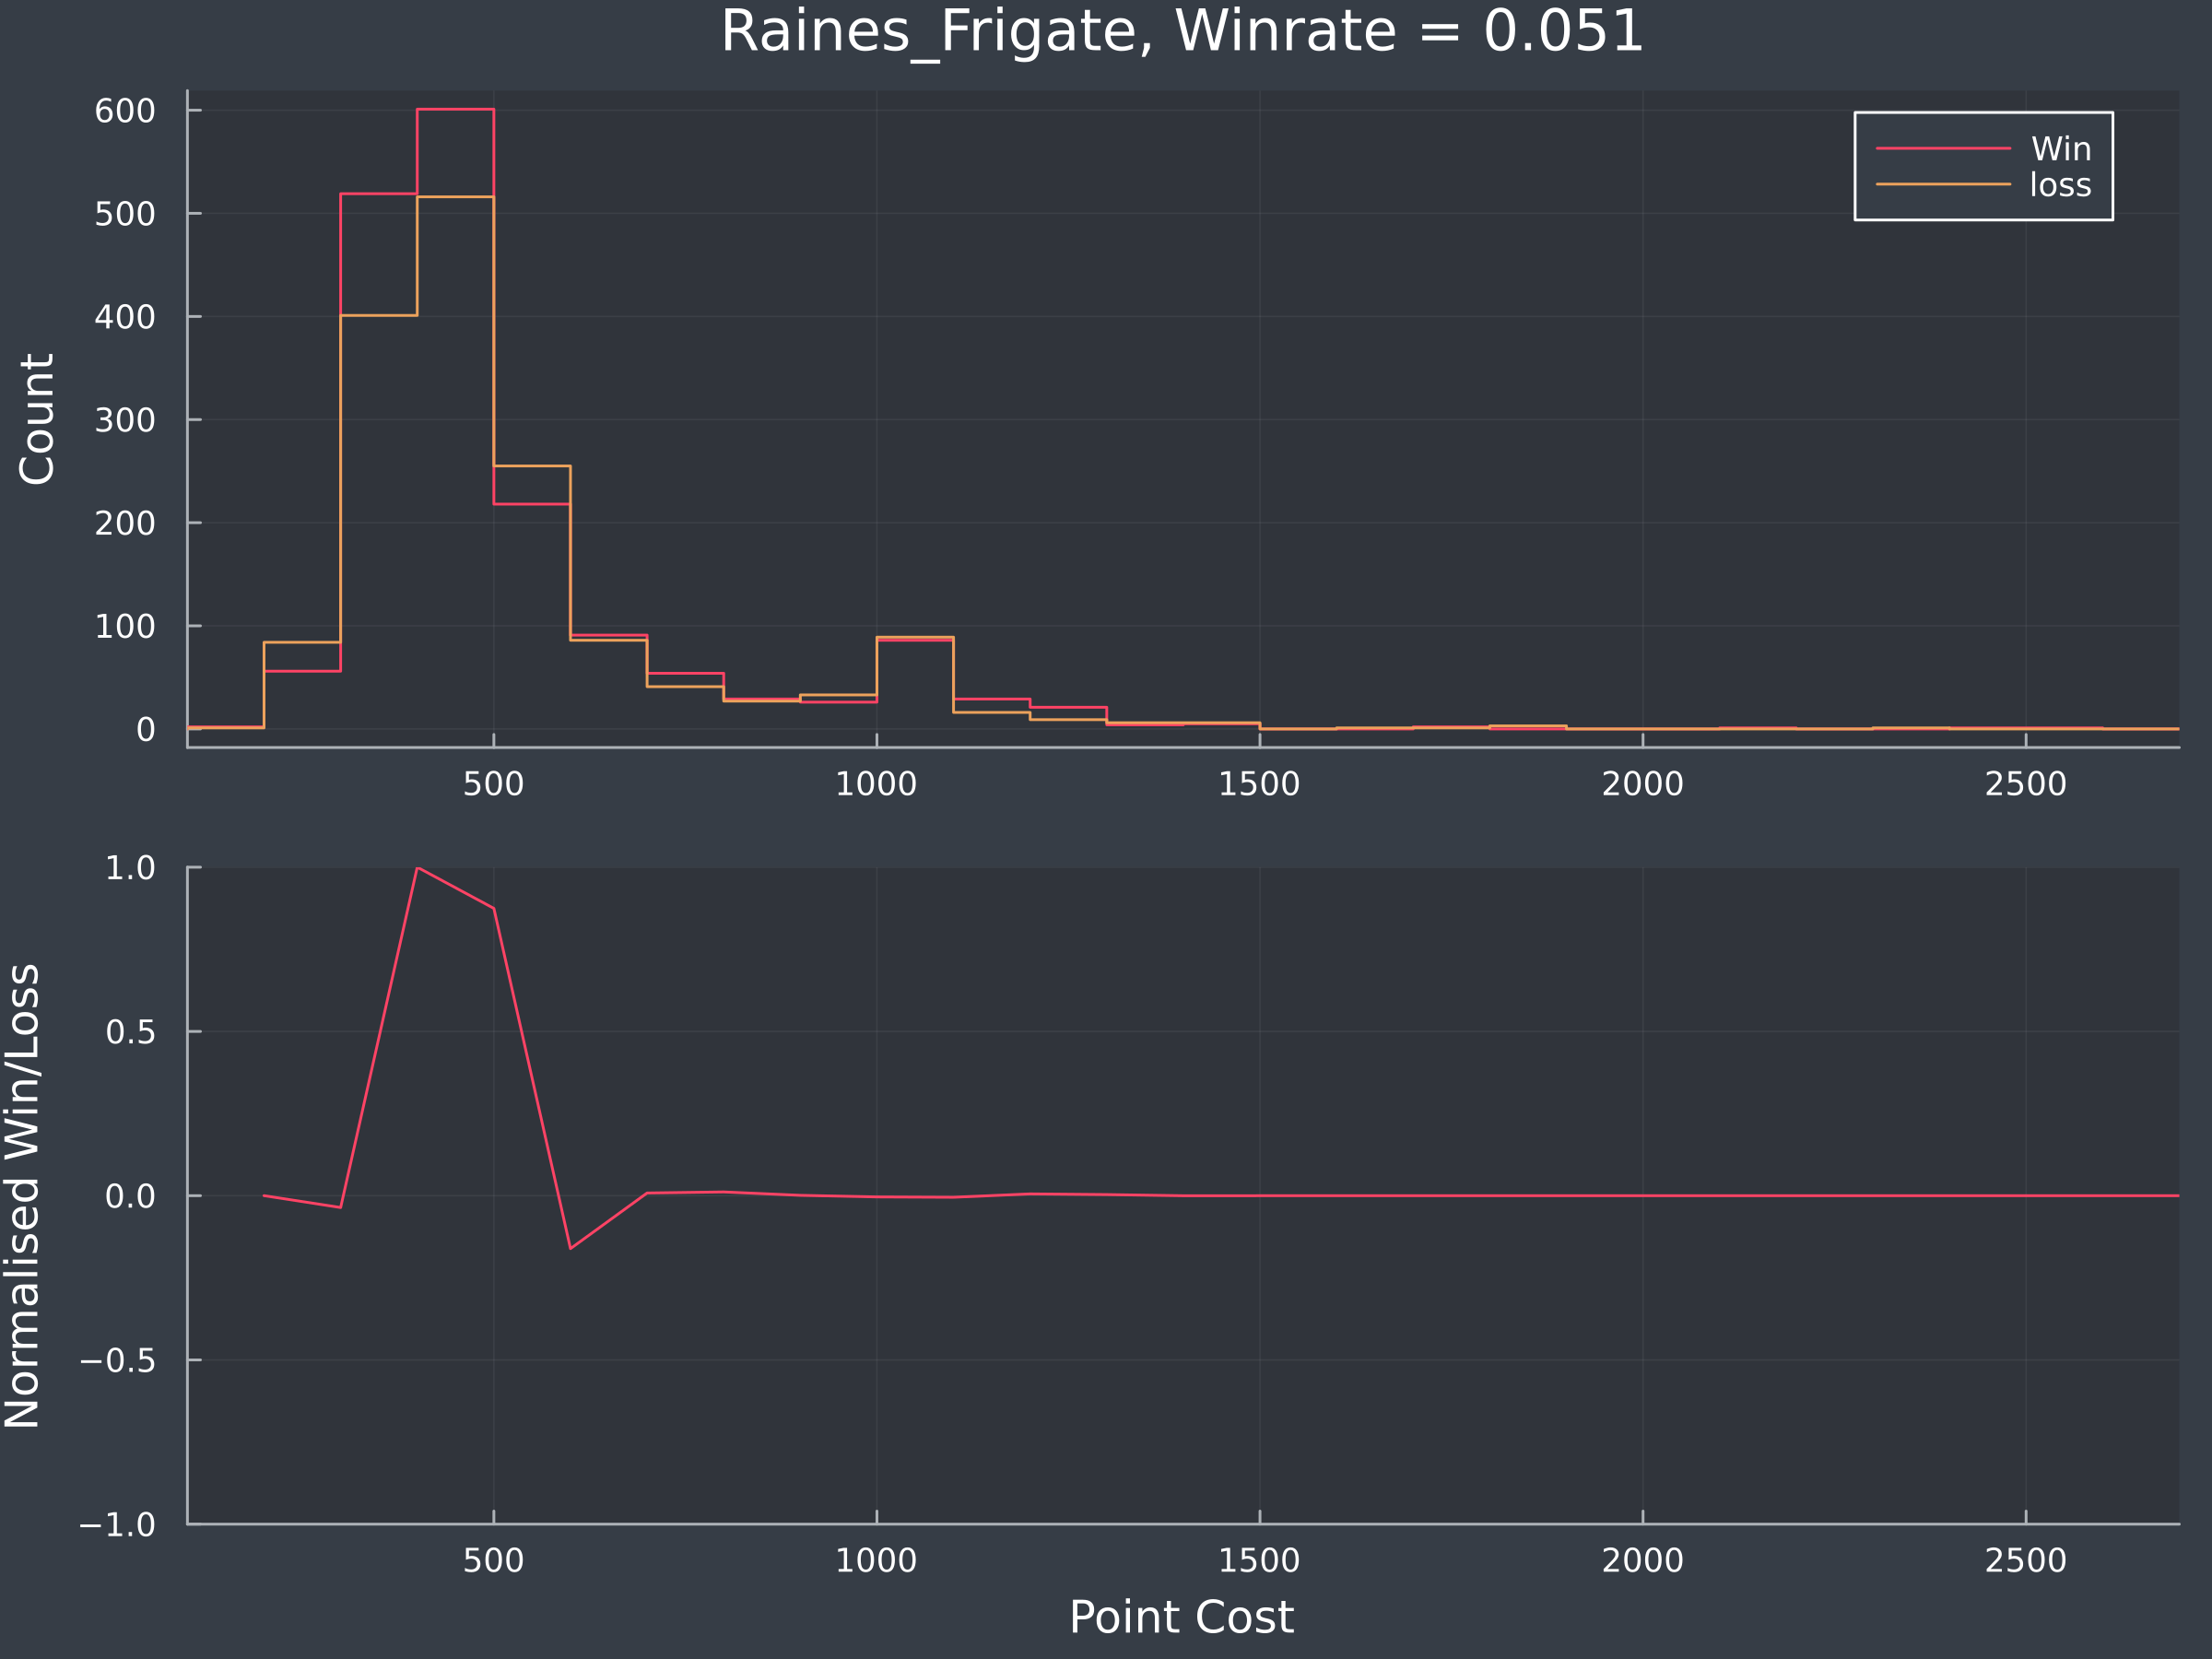 Raines_Frigate, Winrate = 0.051
600
500
400
300
200
100
0
Count
Win
loss
500 1000 1500 2000 2500
1.0
0.5
0.0
−0.5
−1.0
Normalised Win/Loss
500 1000 1500 2000 2500
Point Cost